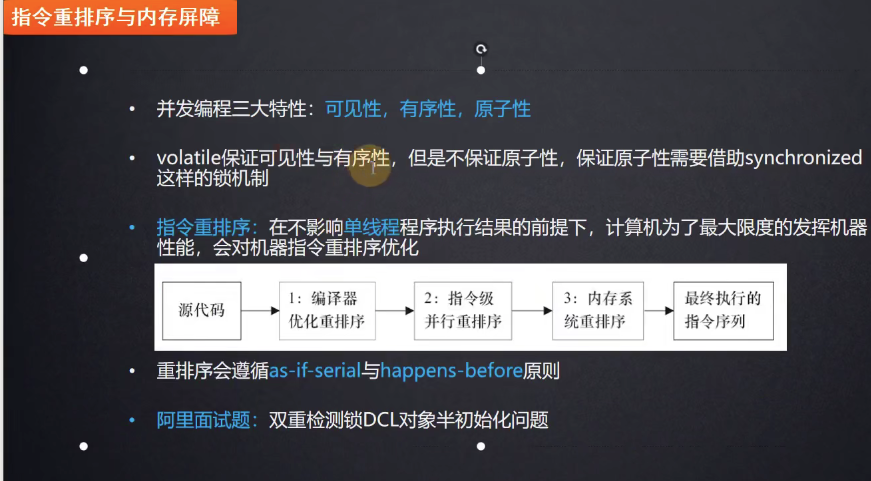 指令重排序与内存屏障
• 并发编程三大特性：可见性，有序性，原子性
• volatile保证可见性与有序性，但是不保证原子性，保证原子性需要借助synchronized
这样的锁机制
• 指令重排序：在不影响单线程程序执行结果的前提下，计算机为了最大限度的发挥机器
性能，会对机器指令重排序优化
源代码
1：编译器
优化重排序
2：指令级
并行重排序
3：内存系
统重排序
最终执行的
指令序列
• 重排序会遵循as-if-serial与happens-before原则
• 阿里面试题：双重检测锁DCL对象半初始化问题